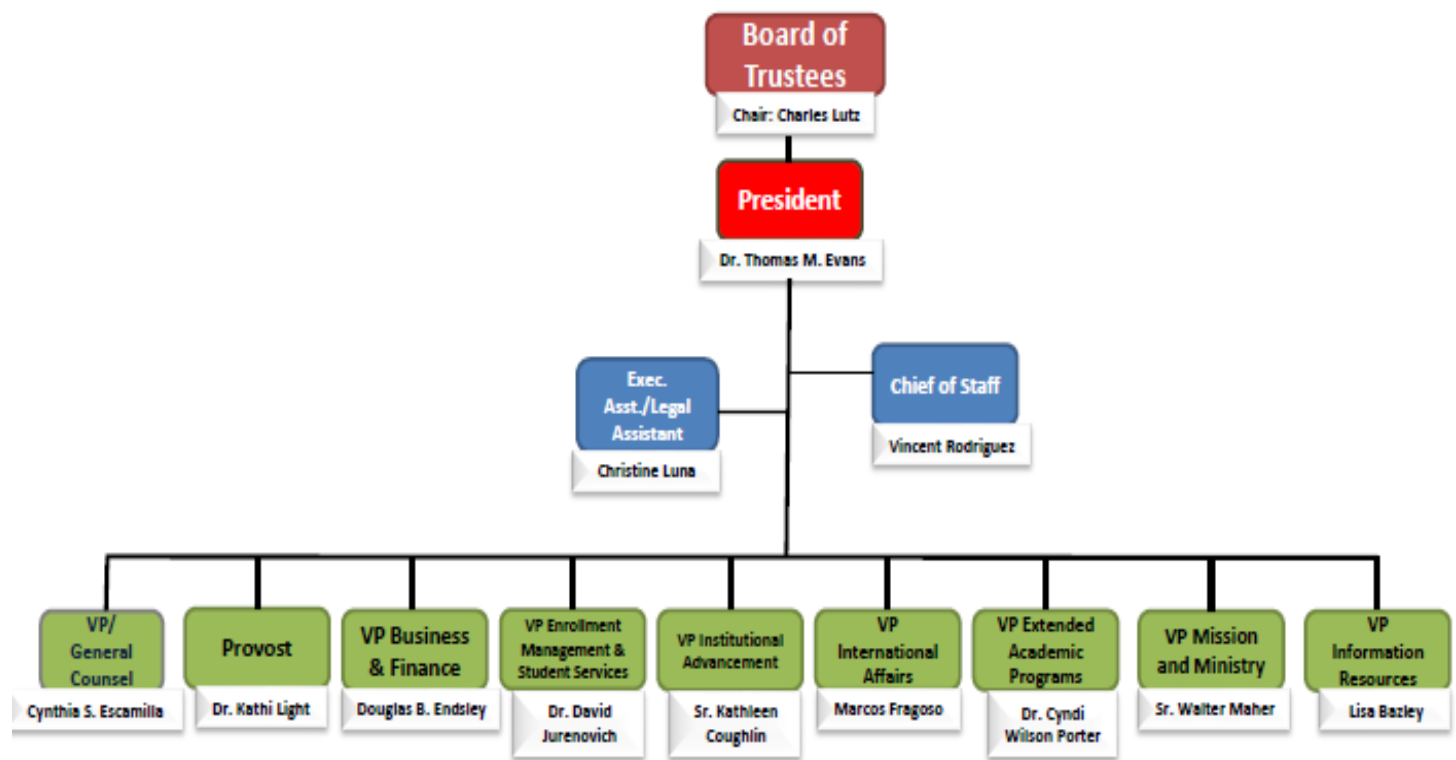 Board of
Trustees
Chair: Charles Lutz
President
Dr. Thomas M. Evans
Exec.
Asst./Legal
Assistant
Christine Luna
Chief of Staff
Vincent Rodriguez
VP/
General
Counsel
Cynthia S. Escamilla
Provost
Dr. Kathi Light
VP Business
& Finance
Douglas B. Endsley
VP Enrollment
Management &
Student Services
Dr. David
Jurenovich
VP Institutional
Advancement
Sr. Kathleen
Coughlin
VP
International
Affairs
Marcos Fragoso
VP Extended
Academic
Programs
Dr. Cyndi
Wilson Porter
VP Mission
and Ministry
Sr. Walter Maher
VP
Information
Resources
Lisa Bazley